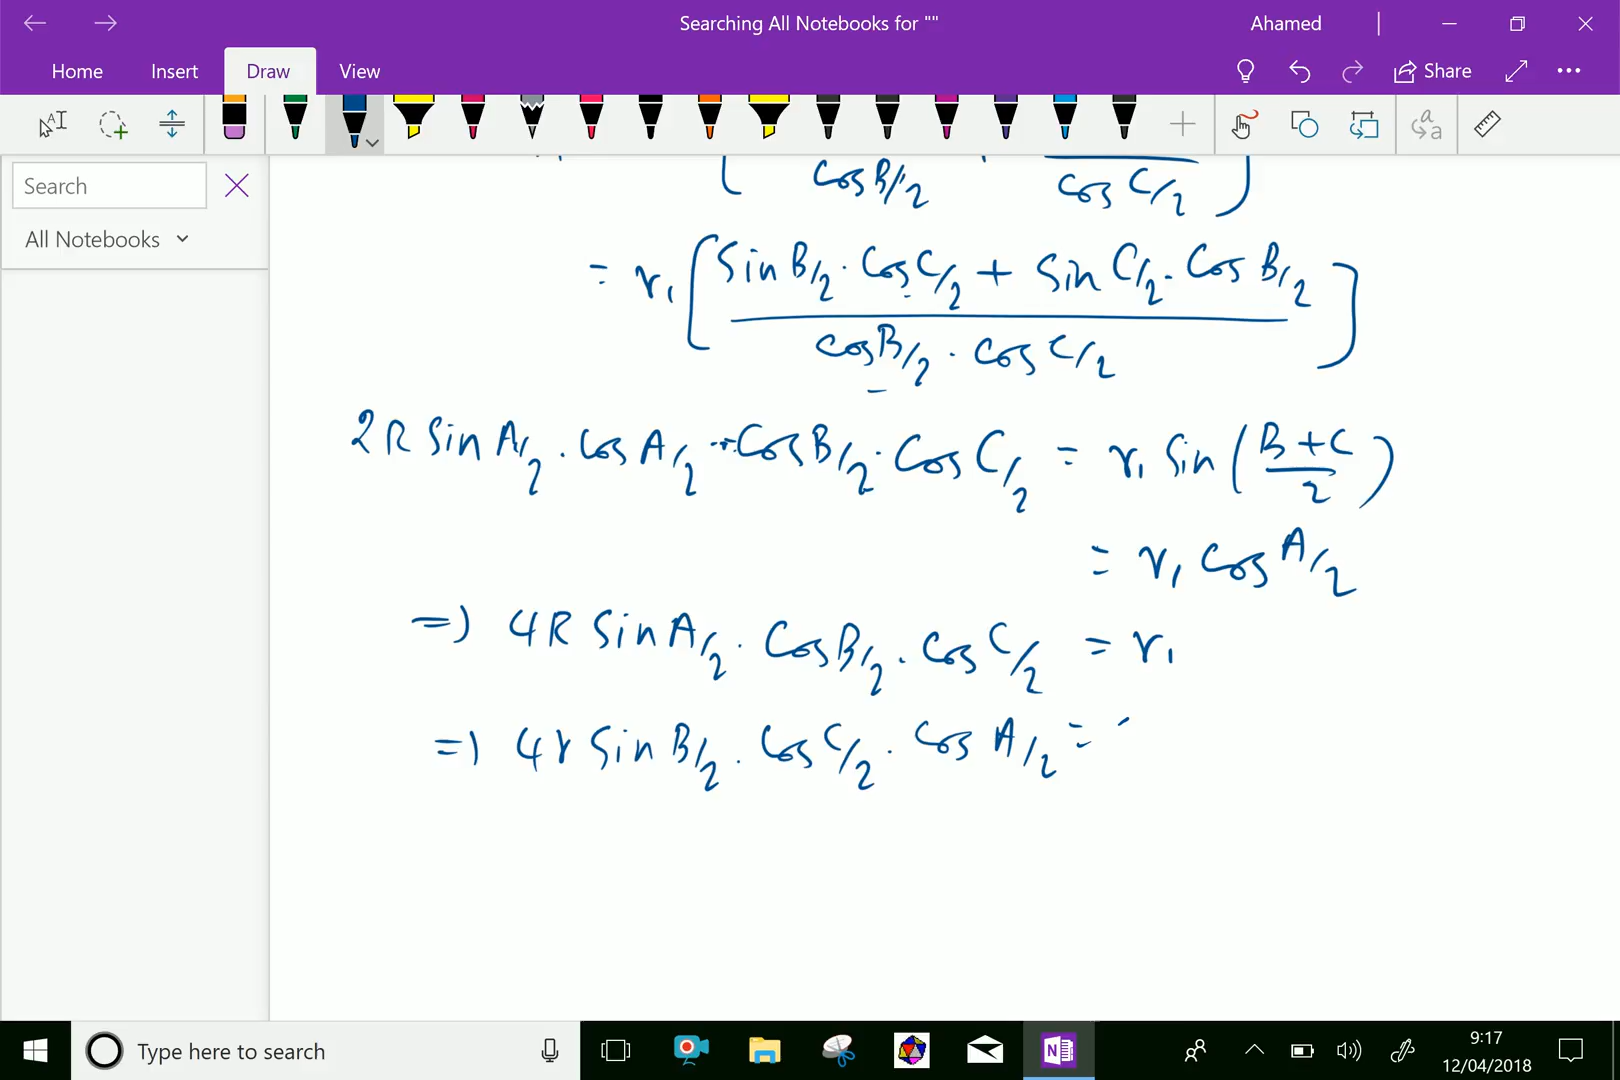 Searching All Notebooks for ""
Ahamed
Home Insert Draw View
Share
Search
All Notebooks
cos B/2 cos C/2
= r₁ [ Sin B/2 . Cos C/2 + Sin C/2 . Cos B/2
cos B/2 . cos C/2 ]
2R Sin A/2 . cos A/2 . Cos B/2 . Cos C/2 = r₁ Sin ( B + C / 2 )
= r₁ Cos A/2
=) 4R Sin A/2 . Cos B/2 . Cos C/2 = r₁
=) 4r Sin B/2 . Cos C/2 . Cos A/2 =
Type here to search
9:17
12/04/2018